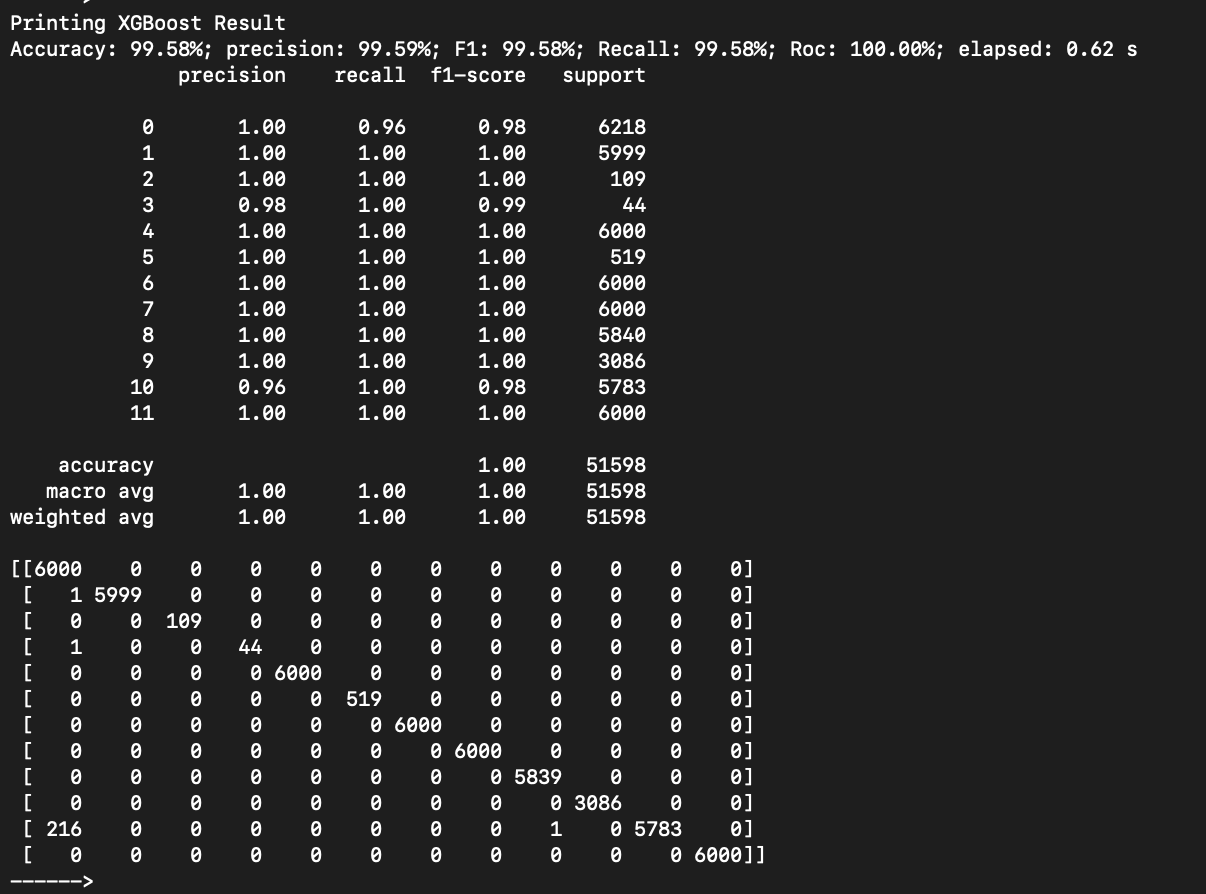 Printing XGBoost Result
Accuracy: 99.58%; precision: 99.59%; F1: 99.58%; Recall: 99.58%; Roc: 100.00%; elapsed: 0.62 s
              precision    recall  f1-score   support

           0       1.00      0.96      0.98      6218
           1       1.00      1.00      1.00      5999
           2       1.00      1.00      1.00       109
           3       0.98      1.00      0.99        44
           4       1.00      1.00      1.00      6000
           5       1.00      1.00      1.00       519
           6       1.00      1.00      1.00      6000
           7       1.00      1.00      1.00      6000
           8       1.00      1.00      1.00      5840
           9       1.00      1.00      1.00      3086
          10       0.96      1.00      0.98      5783
          11       1.00      1.00      1.00      6000

    accuracy                           1.00     51598
   macro avg       1.00      1.00      1.00     51598
weighted avg       1.00      1.00      1.00     51598

[[6000    0    0    0    0    0    0    0    0    0    0    0]
 [   1 5999    0    0    0    0    0    0    0    0    0    0]
 [   0    0  109    0    0    0    0    0    0    0    0    0]
 [   1    0    0   44    0    0    0    0    0    0    0    0]
 [   0    0    0    0 6000    0    0    0    0    0    0    0]
 [   0    0    0    0    0  519    0    0    0    0    0    0]
 [   0    0    0    0    0    0 6000    0    0    0    0    0]
 [   0    0    0    0    0    0    0 6000    0    0    0    0]
 [   0    0    0    0    0    0    0    0 5839    0    0    0]
 [   0    0    0    0    0    0    0    0    0 3086    0    0]
 [ 216    0    0    0    0    0    0    0    1    0 5783    0]
 [   0    0    0    0    0    0    0    0    0    0    0 6000]]
------>